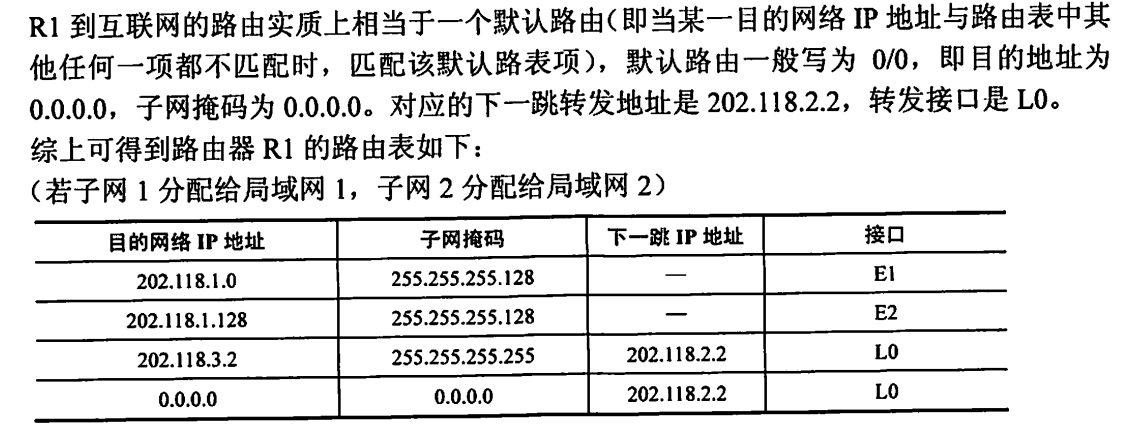 R1 到互联网的路由实质上相当于一个默认路由（即当某一目的网络 IP 地址与路由表中其
他任何一项都不匹配时，匹配该默认路表项），默认路由一般写为 0/0，即目的地址为
0.0.0.0，子网掩码为 0.0.0.0。对应的下一跳转发地址是 202.118.2.2，转发接口是 L0。
综上可得到路由器 R1 的路由表如下：
（若子网 1 分配给局域网 1，子网 2 分配给局域网 2）
目的网络 IP 地址 子网掩码 下一跳 IP 地址 接口
202.118.1.0 255.255.255.128 — E1
202.118.1.128 255.255.255.128 — E2
202.118.3.2 255.255.255.255 202.118.2.2 L0
0.0.0.0 0.0.0.0 202.118.2.2 L0